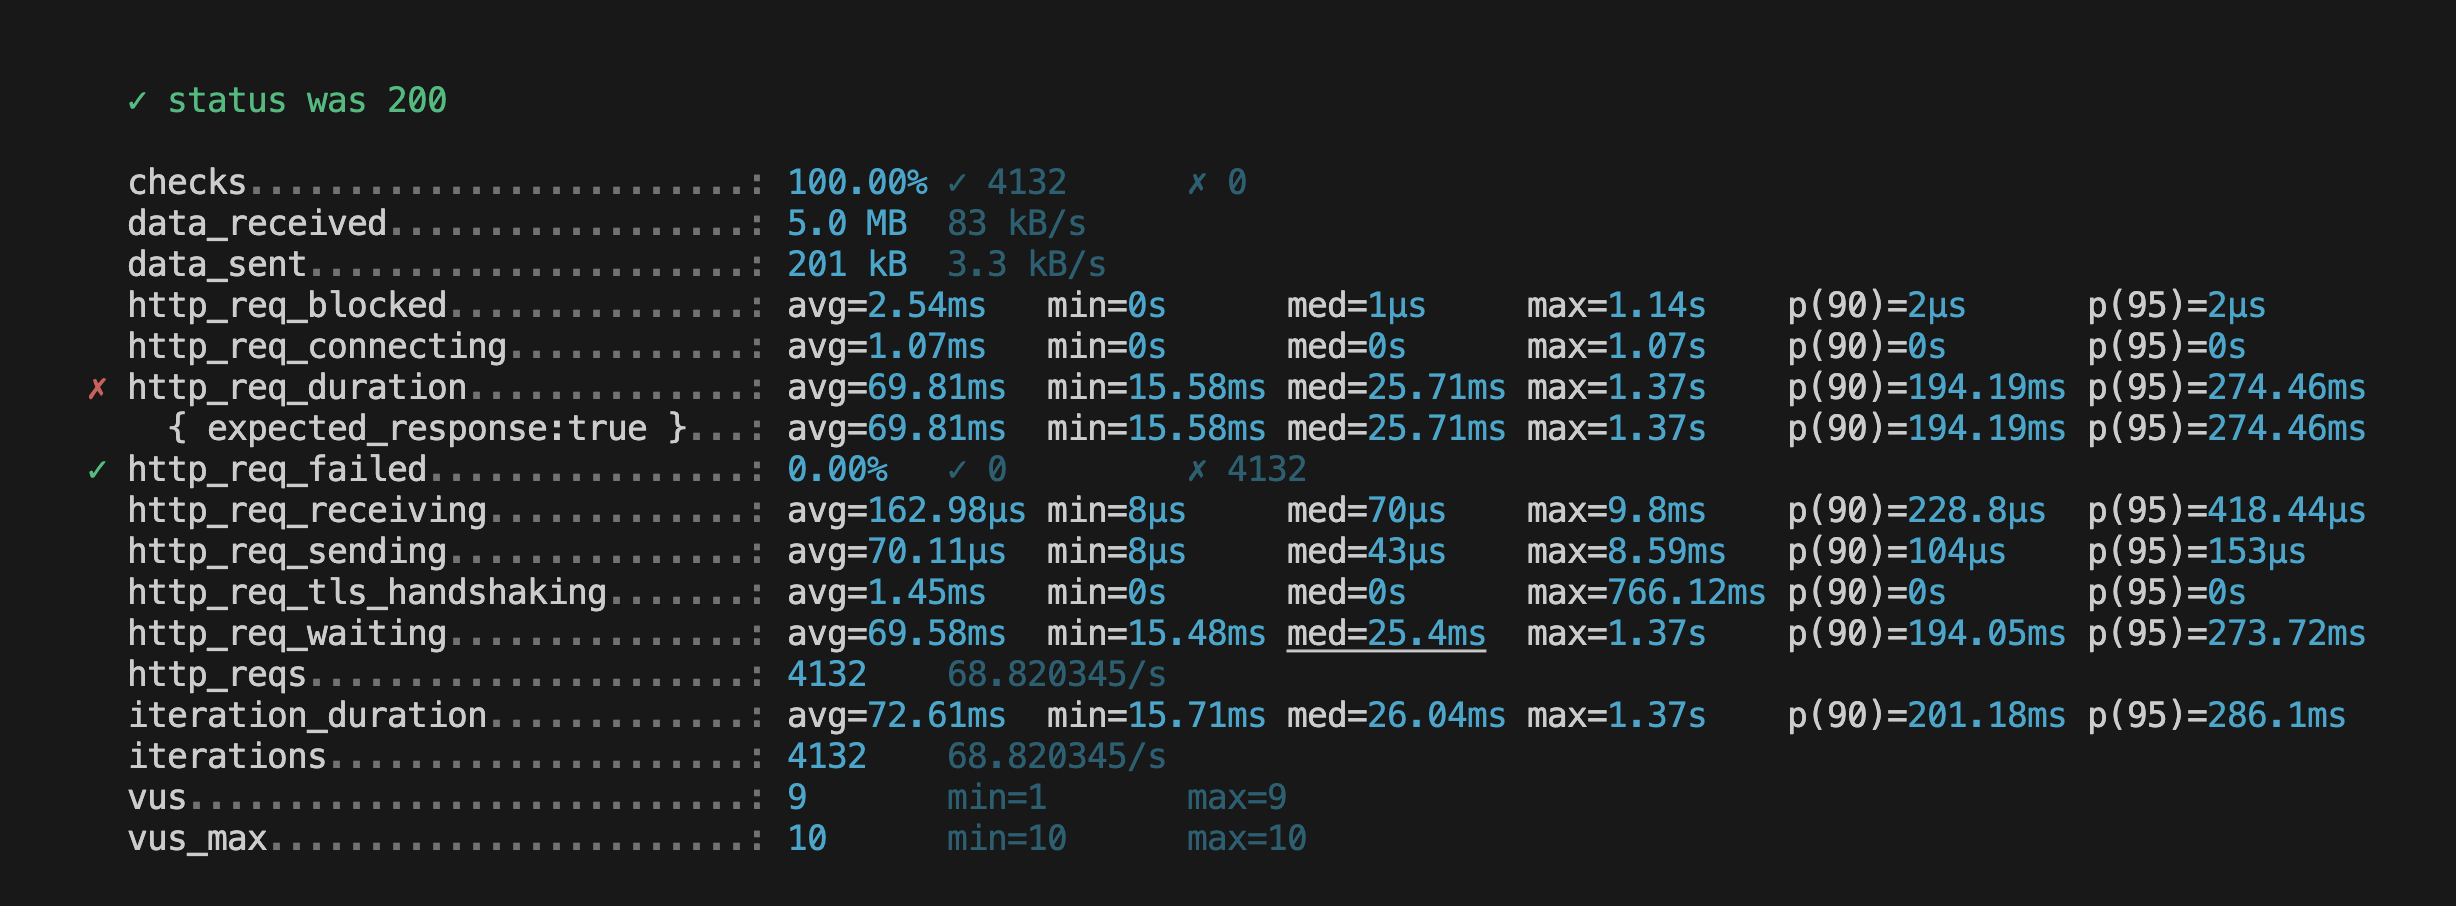 ✓ status was 200
checks.........................: 100.00% ✓ 4132      ✗ 0
data_received..................: 5.0 MB  83 kB/s
data_sent......................: 201 kB  3.3 kB/s
http_req_blocked...............: avg=2.54ms   min=0s      med=1µs     max=1.14s    p(90)=2µs      p(95)=2µs
http_req_connecting............: avg=1.07ms   min=0s      med=0s      max=1.07s    p(90)=0s       p(95)=0s
✗ http_req_duration..............: avg=69.81ms  min=15.58ms med=25.71ms max=1.37s    p(90)=194.19ms p(95)=274.46ms
{ expected_response:true }...: avg=69.81ms  min=15.58ms med=25.71ms max=1.37s    p(90)=194.19ms p(95)=274.46ms
✓ http_req_failed................: 0.00%   ✓ 0         ✗ 4132
http_req_receiving.............: avg=162.98µs min=8µs     med=70µs    max=9.8ms    p(90)=228.8µs  p(95)=418.44µs
http_req_sending...............: avg=70.11µs  min=8µs     med=43µs    max=8.59ms   p(90)=104µs    p(95)=153µs
http_req_tls_handshaking.......: avg=1.45ms   min=0s      med=0s      max=766.12ms p(90)=0s       p(95)=0s
http_req_waiting...............: avg=69.58ms  min=15.48ms med=25.4ms  max=1.37s    p(90)=194.05ms p(95)=273.72ms
http_reqs......................: 4132    68.820345/s
iteration_duration.............: avg=72.61ms  min=15.71ms med=26.04ms max=1.37s    p(90)=201.18ms p(95)=286.1ms
iterations.....................: 4132    68.820345/s
vus............................: 9       min=1       max=9
vus_max........................: 10      min=10      max=10